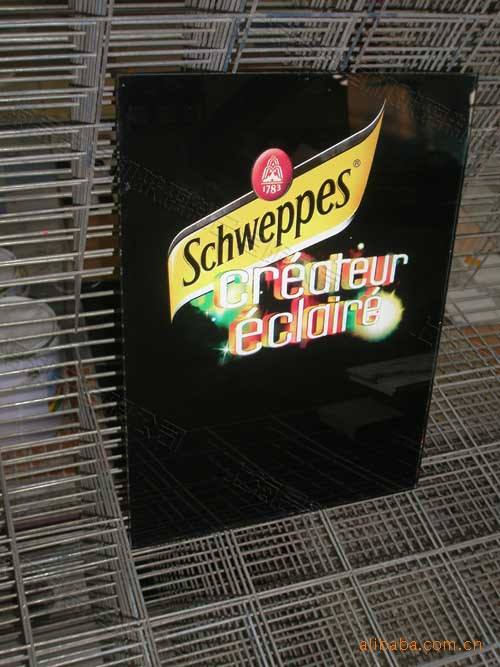 1783
Schweppes®
créateur
éclairé
alibaba.com.cn